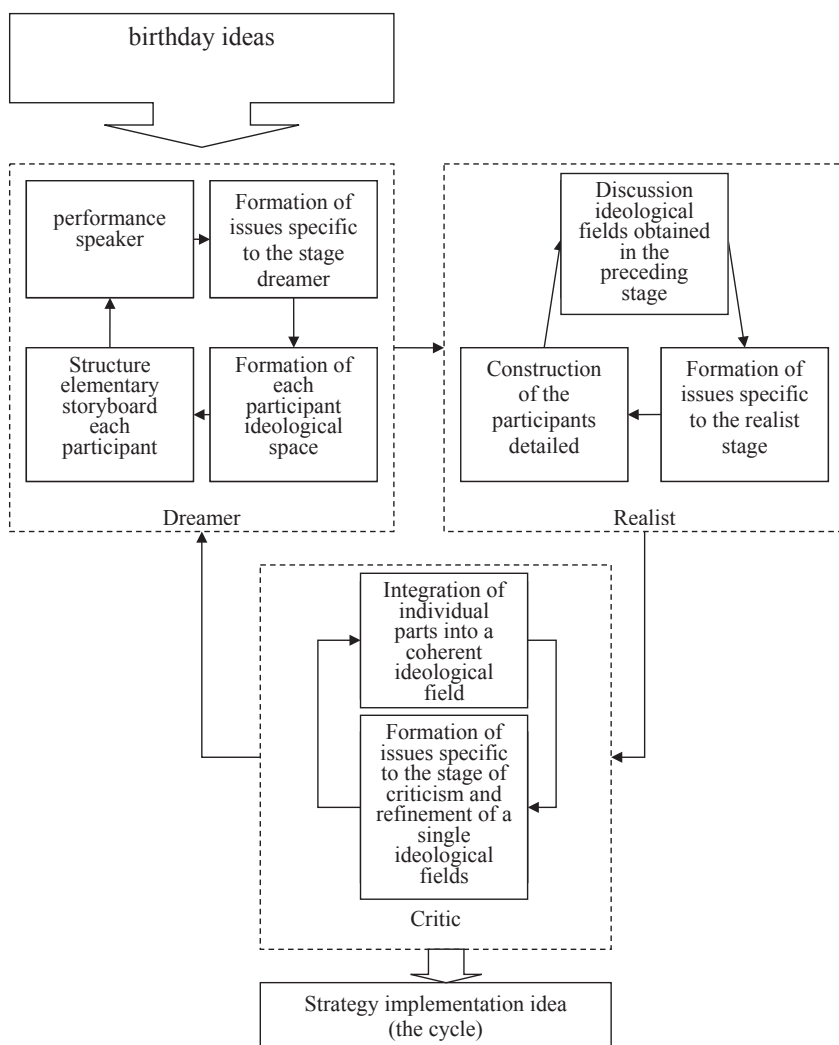 birthday ideas
performance
speaker
Formation of
issues specific
to the stage
dreamer
Structure
elementary
storyboard
each
participant
Formation of
each
participant
ideological
space
Dreamer
Discussion
ideological
fields obtained
in the
preceding
stage
Construction
of the
participants
detailed
Formation of
issues specific
to the realist
stage
Realist
Integration of
individual
parts into a
coherent
ideological
field
Formation of
issues specific
to the stage of
criticism and
refinement of a
single
ideological
fields
Critic
Strategy implementation idea
(the cycle)